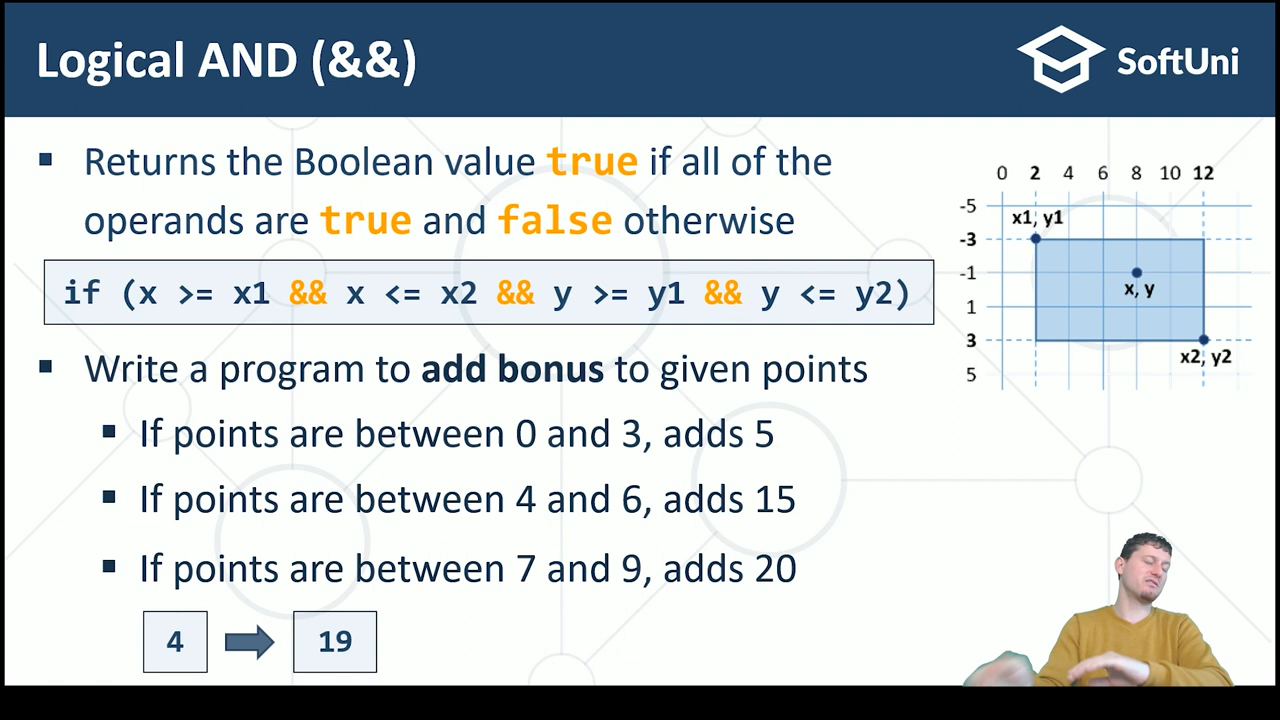 Logical AND (&&)
SoftUni
▪ Returns the Boolean value true if all of the
operands are true and false otherwise
if (x >= x1 && x <= x2 && y >= y1 && y <= y2)
▪ Write a program to add bonus to given points
▪ If points are between 0 and 3, adds 5
▪ If points are between 4 and 6, adds 15
▪ If points are between 7 and 9, adds 20
4
19
0 2 4 6 8 10 12
-5
x1, y1
-3
-1
x, y
1
3
x2, y2
5